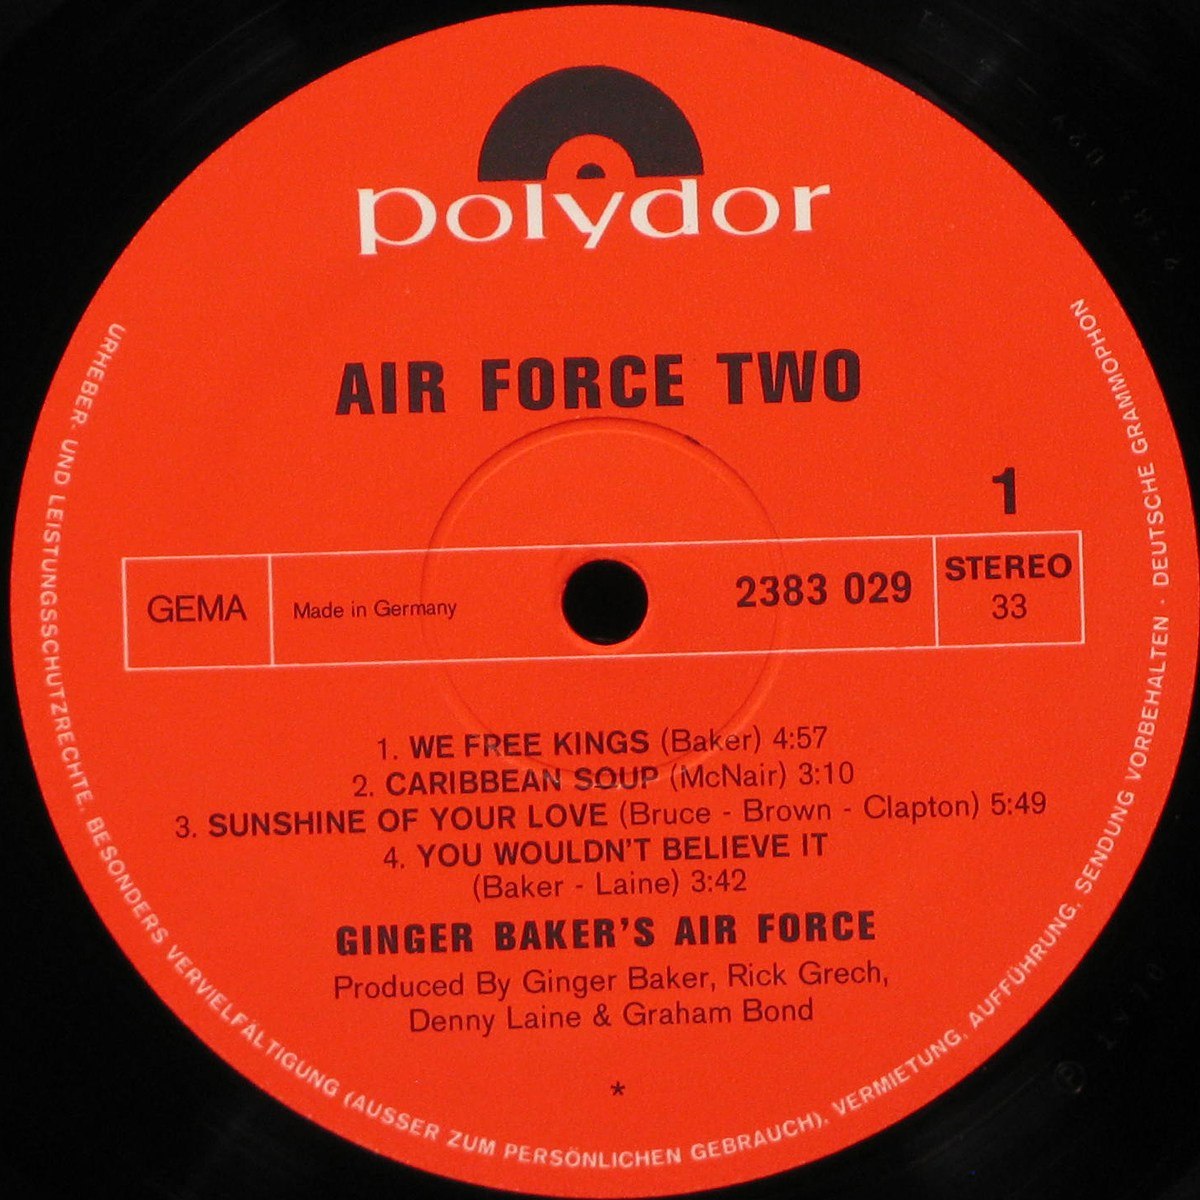 polydor
AIR FORCE TWO
1
GEMA
Made in Germany
2383 029
STEREO
33
1. WE FREE KINGS (Baker) 4:57
2. CARIBBEAN SOUP (McNair) 3:10
3. SUNSHINE OF YOUR LOVE (Bruce - Brown - Clapton) 5:49
4. YOU WOULDN'T BELIEVE IT
(Baker - Laine) 3:42
GINGER BAKER'S AIR FORCE
Produced By Ginger Baker, Rick Grech,
Denny Laine & Graham Bond
*
URHEBER- UND LEISTUNGSSCHUTZRECHTE, BESONDERS VERVIELFÄLTIGUNG (AUSSER ZUM PERSÖNLICHEN GEBRAUCH), VERMIETUNG, AUFFÜHRUNG, SENDUNG VORBEHALTEN · DEUTSCHE GRAMMOPHON